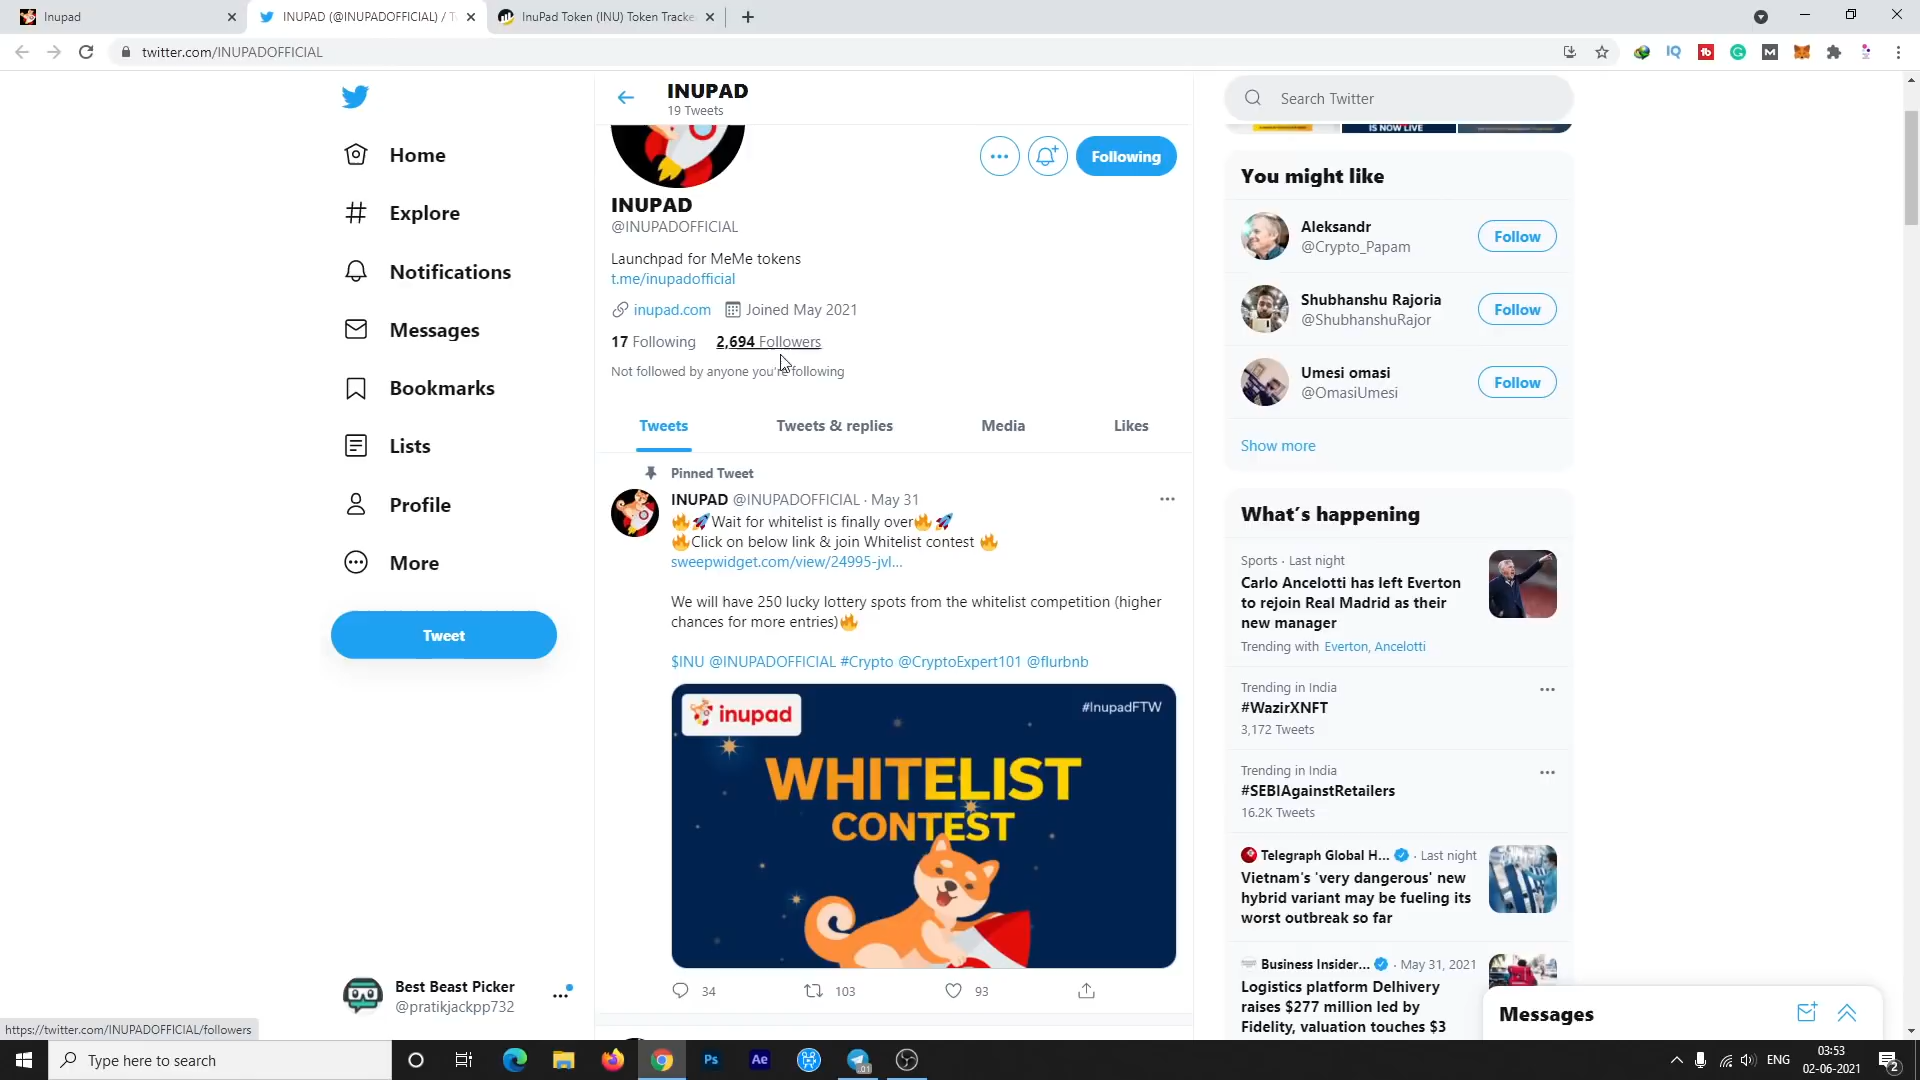 Inupad
INUPAD (@INUPADOFFICIAL) / Tw
InuPad Token (INU) Token Tracke
twitter.com/INUPADOFFICIAL
Home
Explore
Notifications
Messages
Bookmarks
Lists
Profile
More
Tweet
Best Beast Picker
@pratikjackpp732
https://twitter.com/INUPADOFFICIAL/followers
INUPAD
19 Tweets
Following
INUPAD
@INUPADOFFICIAL
Launchpad for MeMe tokens
t.me/inupadofficial
inupad.com Joined May 2021
17 Following 2,694 Followers
Not followed by anyone you're following
Tweets Tweets & replies Media Likes
Pinned Tweet
INUPAD @INUPADOFFICIAL · May 31
🔥🚀Wait for whitelist is finally over🔥🚀
🔥Click on below link & join Whitelist contest 🔥
sweepwidget.com/view/24995-jvl...
We will have 250 lucky lottery spots from the whitelist competition (higher
chances for more entries)🔥
$INU @INUPADOFFICIAL #Crypto @CryptoExpert101 @flurbnb
inupad
#InupadFTW
WHITELIST
CONTEST
34 103 93
Search Twitter
IS NOW LIVE
You might like
Aleksandr
@Crypto_Papam
Follow
Shubhanshu Rajoria
@ShubhanshuRajor
Follow
Umesi omasi
@OmasiUmesi
Follow
Show more
What's happening
Sports · Last night
Carlo Ancelotti has left Everton
to rejoin Real Madrid as their
new manager
Trending with Everton, Ancelotti
Trending in India
#WazirXNFT
3,172 Tweets
Trending in India
#SEBIAgainstRetailers
16.2K Tweets
Telegraph Global H... · Last night
Vietnam's 'very dangerous' new
hybrid variant may be fueling its
worst outbreak so far
Business Insider... · May 31, 2021
Logistics platform Delhivery
raises $277 million led by
Fidelity, valuation touches $3
Messages
Type here to search
Ps
Ae
ENG
03:53
02-06-2021
2